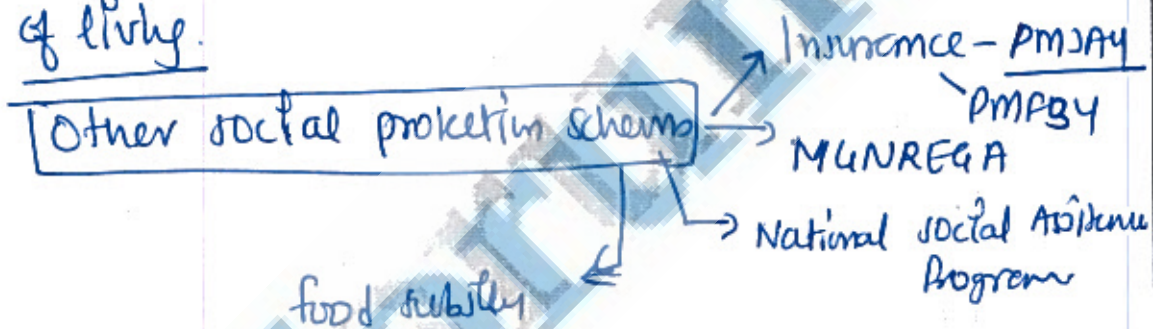 of living.
Other social protection schemes
Insurance - PMJAY
PMFBY
MGNREGA
National social Assistance
Program
food subsidy